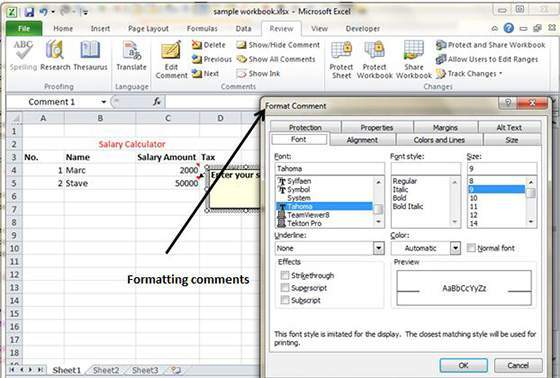 sample workbook.xlsx - Microsoft Excel
File Home Insert Page Layout Formulas Data Review View
Spelling Research Thesaurus
Proofing
Translate
Language
Edit Comment
Delete
Previous
Next
Show/Hide Comment
Show All Comments
Show Ink
Comments
Protect Sheet
Protect Workbook
Share Workbook
Protect and Share Workbook
Allow Users to Edit Ranges
Track Changes
Changes
Comment 1 fx
A B C D
1
2 Salary Calculator
3 No. Name Salary Amount Tax
4 1 Marc 2000
5 2 Stave 50000
6
7
8
9
10
11
12
13
14
15
16
17
18
19
Enter your s
Formatting comments
Sheet1 Sheet2 Sheet3
Format Comment
Protection Properties Margins Alt Text
Font Alignment Colors and Lines Size
Font: Font style: Size:
Tahoma 9
Sylfaen Regular 8
Symbol Italic 9
System Bold 10
Tahoma Bold Italic 11
TeamViewer8 12
Tekton Pro 14
Underline: Color:
None Automatic Normal font
Effects Preview
Strikethrough
Superscript
Subscript
AaBbCcYyZz
This font style is imitated for the display. The closest matching style will be used for
printing.
OK Cancel